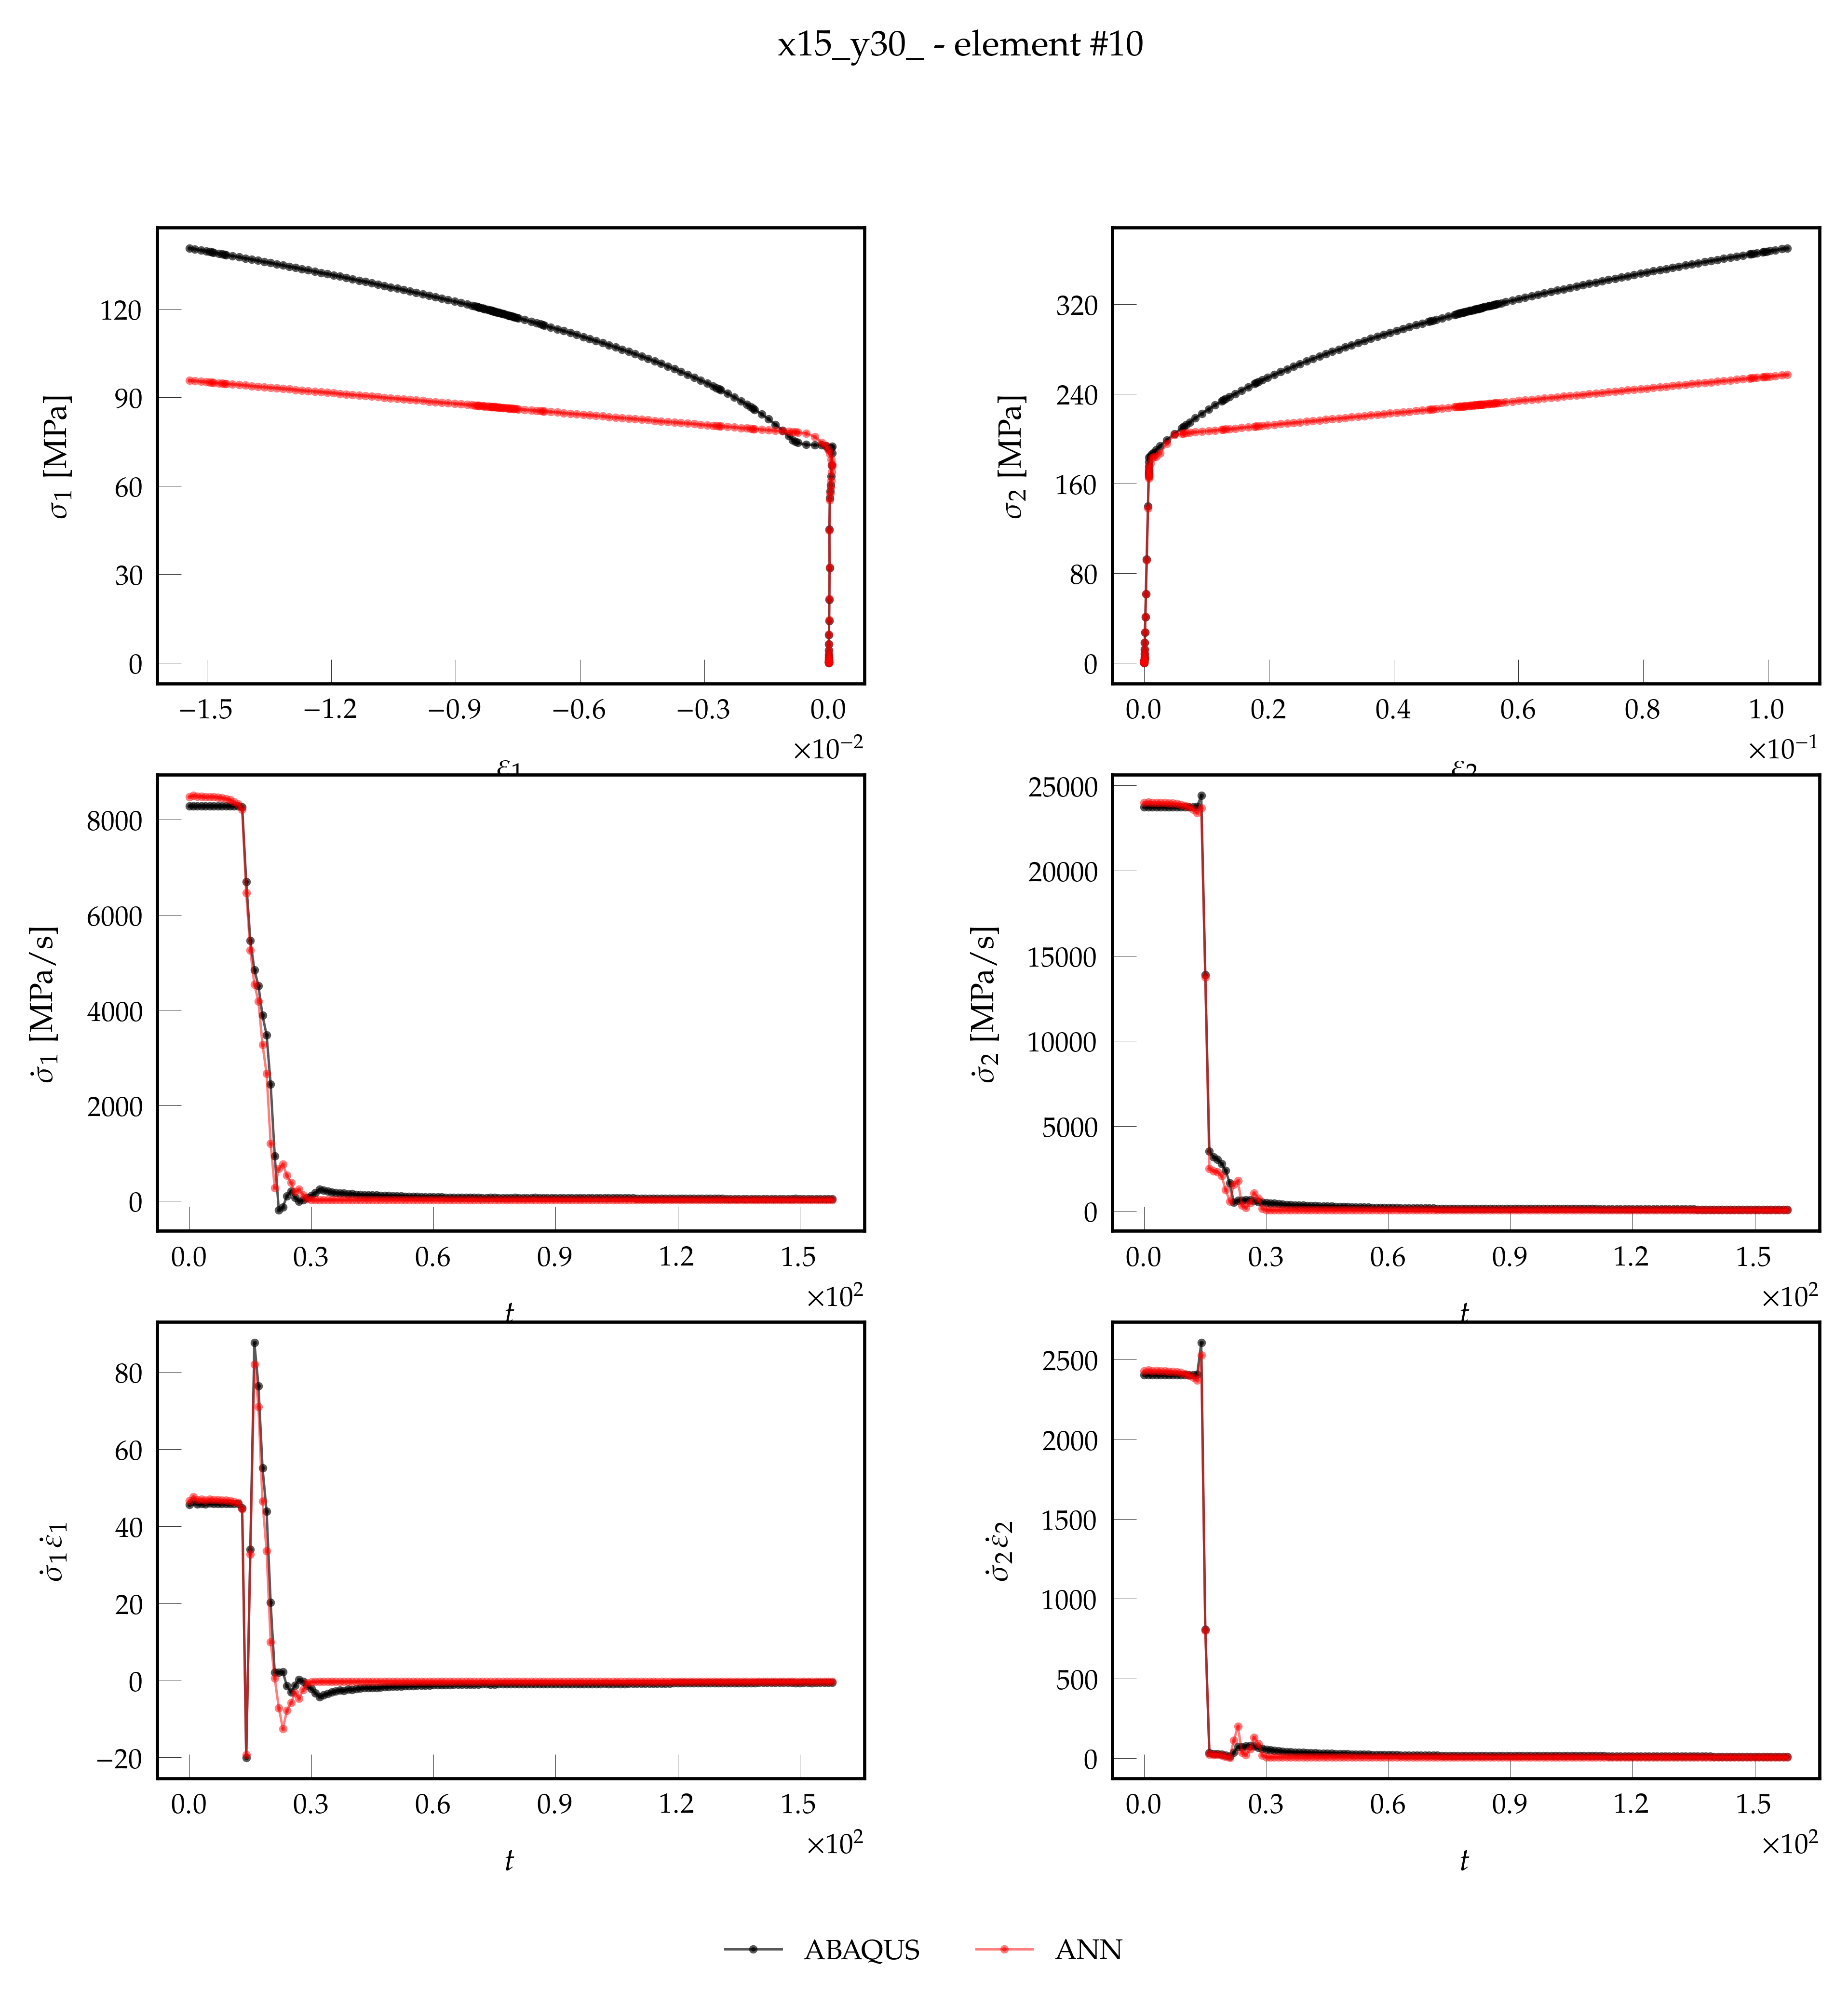 x15_y30_ - element #10
σ₁ [MPa]
120
90
60
30
0
−1.5 −1.2 −0.9 −0.6 −0.3 0.0
×10⁻²
ε₁
σ₂ [MPa]
320
240
160
80
0
0.0 0.2 0.4 0.6 0.8 1.0
×10⁻¹
ε₂
σ̇₁ [MPa/s]
8000
6000
4000
2000
0
0.0 0.3 0.6 0.9 1.2 1.5
×10²
t
σ̇₂ [MPa/s]
25000
20000
15000
10000
5000
0
0.0 0.3 0.6 0.9 1.2 1.5
×10²
t
σ̇₁ε̇₁
80
60
40
20
0
−20
0.0 0.3 0.6 0.9 1.2 1.5
×10²
t
σ̇₂ε̇₂
2500
2000
1500
1000
500
0
0.0 0.3 0.6 0.9 1.2 1.5
×10²
t
ABAQUS ANN